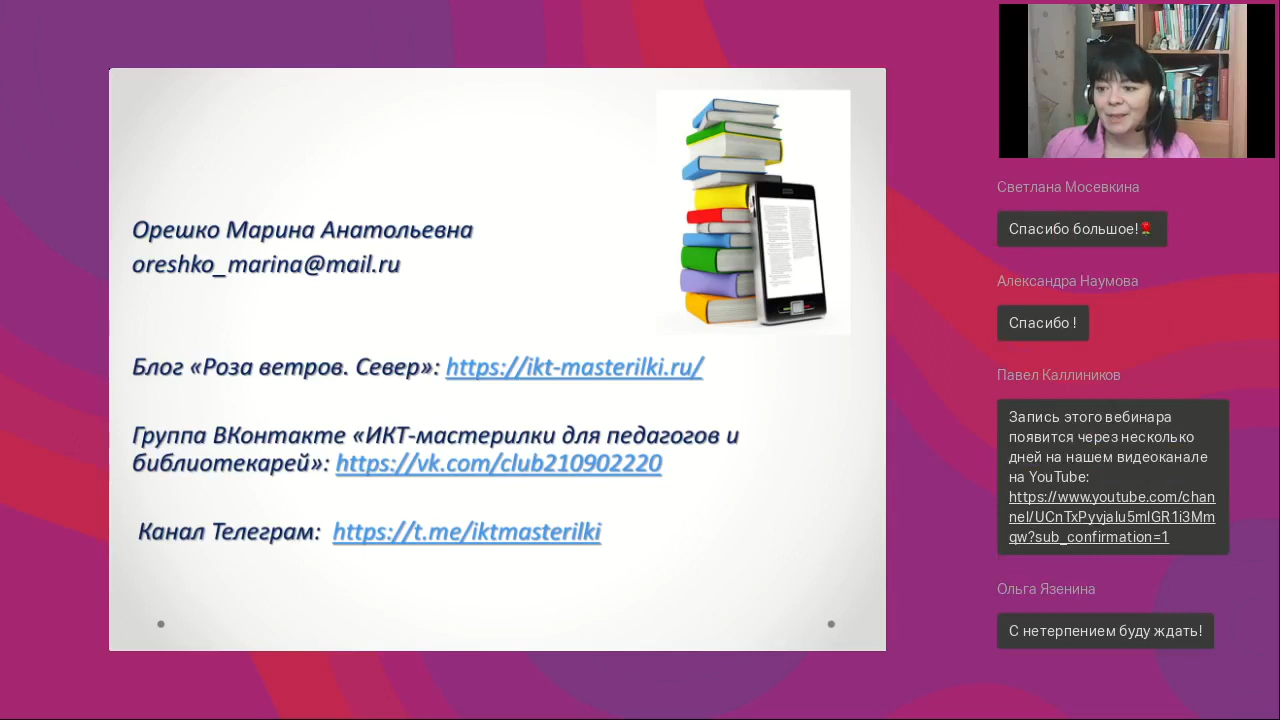 Орешко Марина Анатольевна
oreshko_marina@mail.ru
Блог «Роза ветров. Север»: https://ikt-masterilki.ru/
Группа ВКонтакте «ИКТ-мастерилки для педагогов и
библиотекарей»: https://vk.com/club210902220
Канал Телеграм: https://t.me/iktmasterilki
Светлана Мосевкина
Спасибо большое!🌹
Александра Наумова
Спасибо !
Павел Каллиников
Запись этого вебинара
появится через несколько
дней на нашем видеоканале
на YouTube:
https://www.youtube.com/chan
nel/UCnTxPyvjalu5mlGR1i3Mm
qw?sub_confirmation=1
Ольга Язенина
С нетерпением буду ждать!